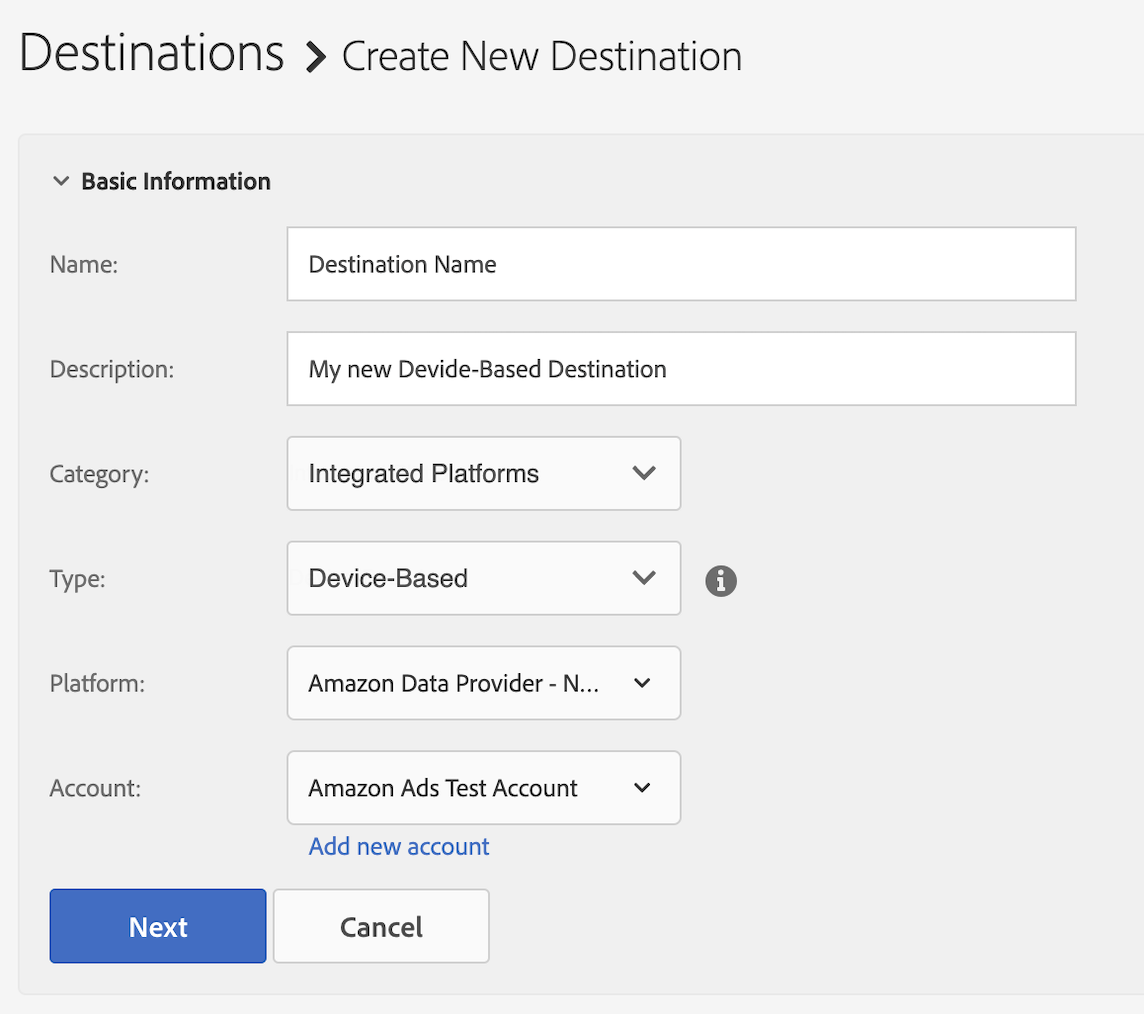 Destinations > Create New Destination
Basic Information
Name: Destination Name
Description: My new Devide-Based Destination
Category: Integrated Platforms
Type: Device-Based
Platform: Amazon Data Provider - N...
Account: Amazon Ads Test Account
Add new account
Next Cancel